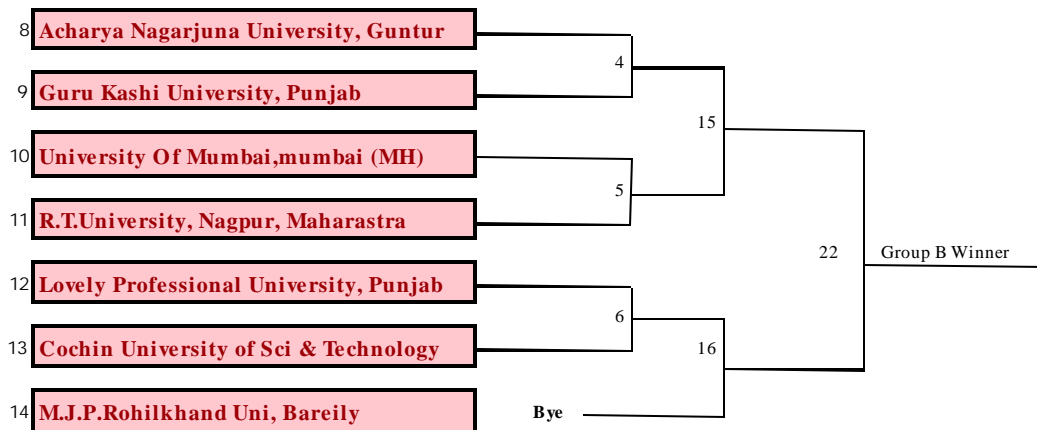 8 Acharya Nagarjuna University, Guntur
4
9 Guru Kashi University, Punjab
15
10 University Of Mumbai,mumbai (MH)
5
11 R.T.University, Nagpur, Maharastra
22 Group B Winner
12 Lovely Professional University, Punjab
6
13 Cochin University of Sci & Technology
16
14 M.J.P.Rohilkhand Uni, Bareily Bye